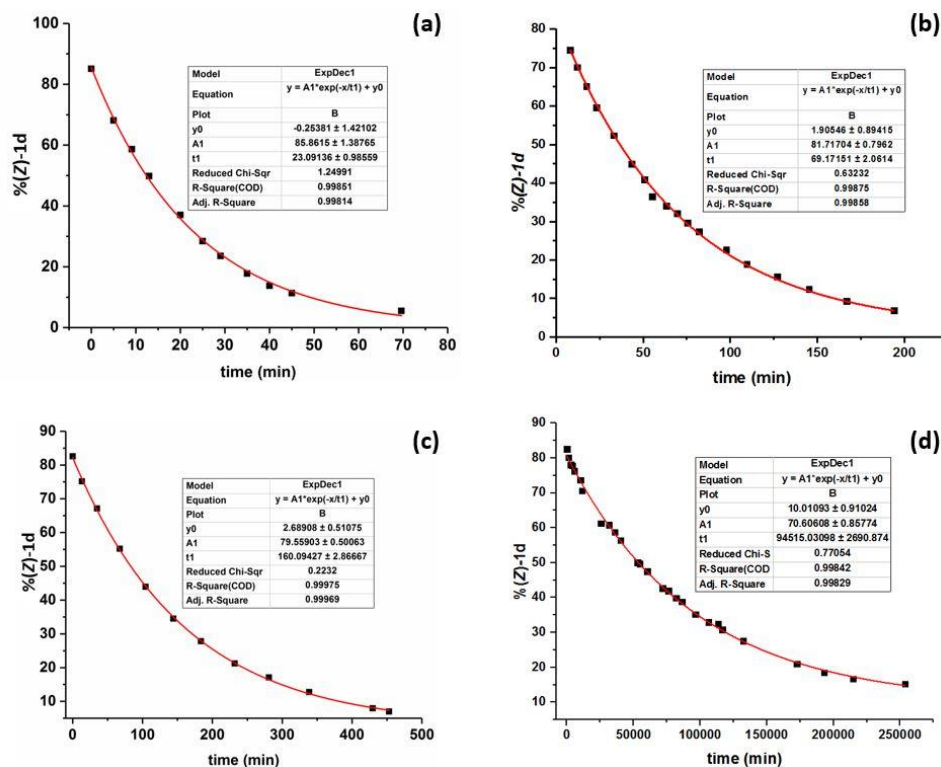 (a)
100
80
60
40
20
0
%(Z)-1d
0 10 20 30 40 50 60 70 80
time (min)
Model ExpDec1
Equation y = A1*exp(-x/t1) + y0
Plot B
y0 -0.25381 ± 1.42102
A1 85.8615 ± 1.38765
t1 23.09136 ± 0.98559
Reduced Chi-Sqr 1.24991
R-Square(COD) 0.99851
Adj. R-Square 0.99814
(b)
80
70
60
50
40
30
20
10
0
%(Z)-1d
0 50 100 150 200
time (min)
Model ExpDec1
Equation y = A1*exp(-x/t1) + y0
Plot B
y0 1.90546 ± 0.89415
A1 81.71704 ± 0.7962
t1 69.17151 ± 2.0614
Reduced Chi-Sqr 0.63232
R-Square(COD) 0.99875
Adj. R-Square 0.99858
(c)
90
80
70
60
50
40
30
20
10
%(Z)-1d
0 100 200 300 400 500
time (min)
Model ExpDec1
Equation y = A1*exp(-x/t1) + y0
Plot B
y0 2.68908 ± 0.51075
A1 79.55903 ± 0.50063
t1 160.09427 ± 2.86667
Reduced Chi-Sqr 0.2232
R-Square(COD) 0.99975
Adj. R-Square 0.99969
(d)
90
80
70
60
50
40
30
20
10
0
%(Z)-1d
0 50000 100000 150000 200000 250000
time (min)
Model ExpDec1
Equation y = A1*exp(-x/t1) + y0
Plot B
y0 10.01093 ± 0.91024
A1 70.60608 ± 0.85774
t1 94515.03098 ± 2690.874
Reduced Chi-S 0.77054
R-Square(COD 0.99842
Adj. R-Square 0.99829